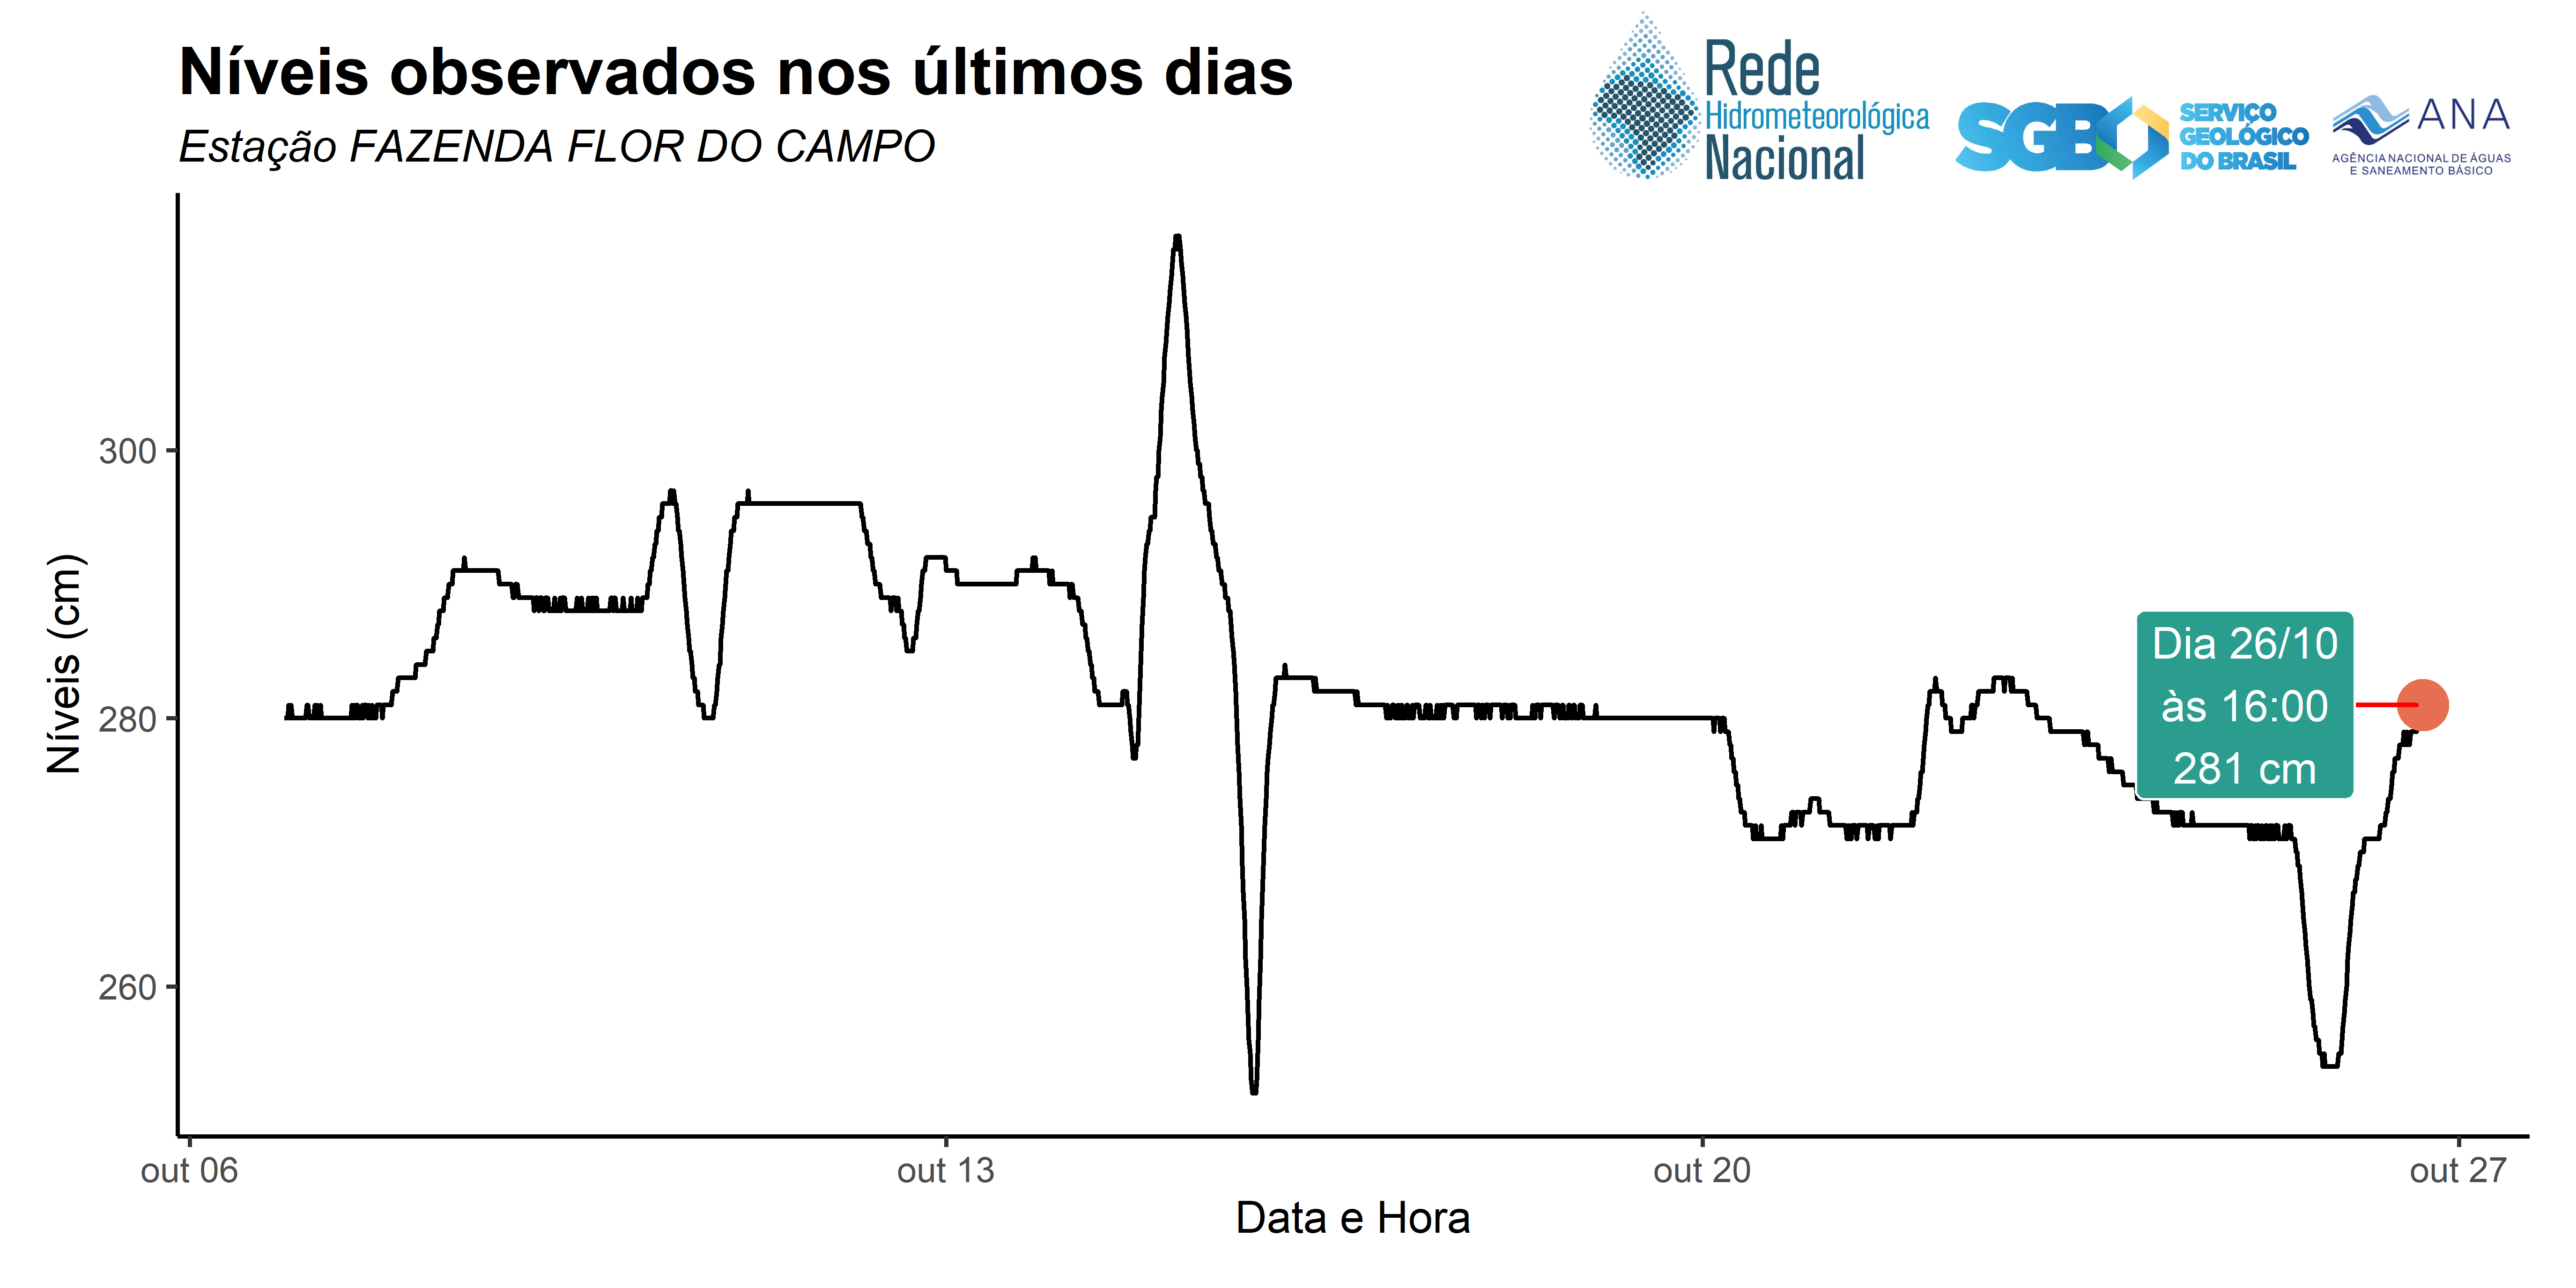 Níveis observados nos últimos dias
Estação FAZENDA FLOR DO CAMPO
Rede
Hidrometeorológica
Nacional
SGB
SERVIÇO
GEOLÓGICO
DO BRASIL
ANA
AGÊNCIA NACIONAL DE ÁGUAS
E SANEAMENTO BÁSICO
Níveis (cm)
300
280
260
Dia 26/10
às 16:00
281 cm
out 06
out 13
out 20
out 27
Data e Hora